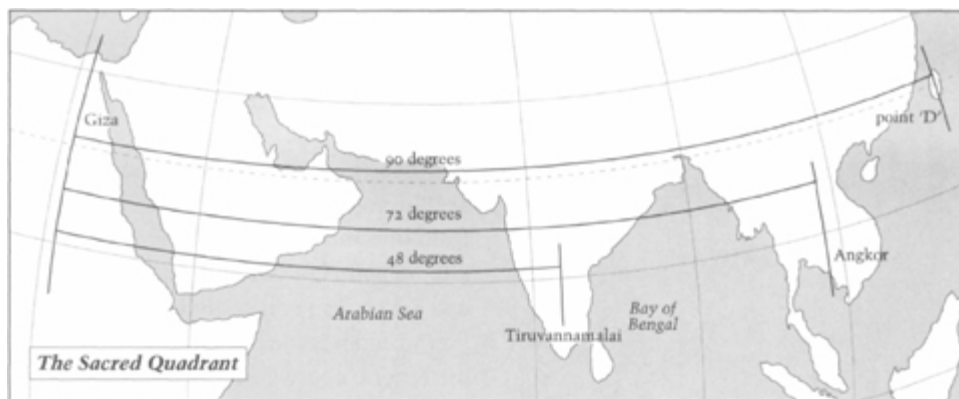 Giza
point 'D'
90 degrees
72 degrees
48 degrees
Angkor
Arabian Sea
Bay of
Bengal
Tiruvannamalai
The Sacred Quadrant